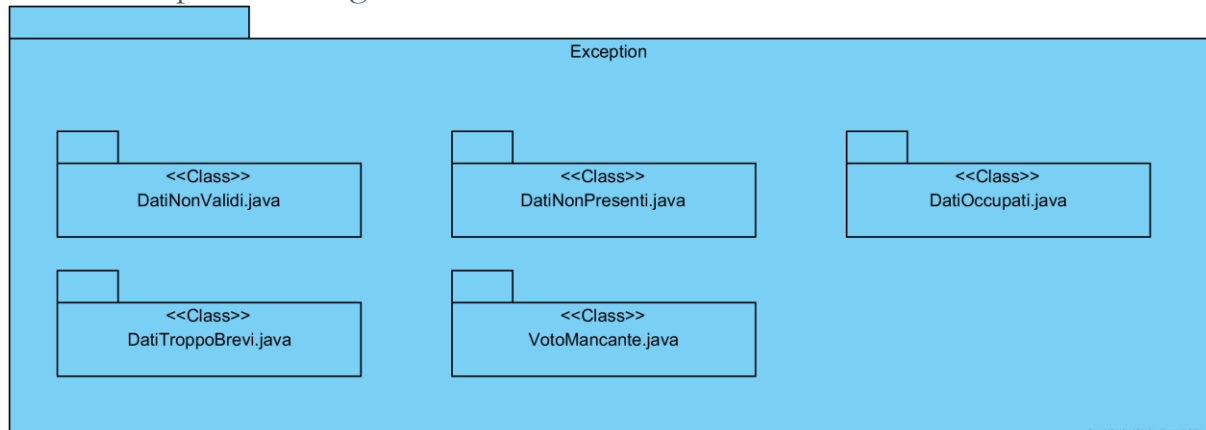 Exception
<<Class>>
DatiNonValidi.java
<<Class>>
DatiNonPresenti.java
<<Class>>
DatiOccupati.java
<<Class>>
DatiTroppoBrevi.java
<<Class>>
VotoMancante.java